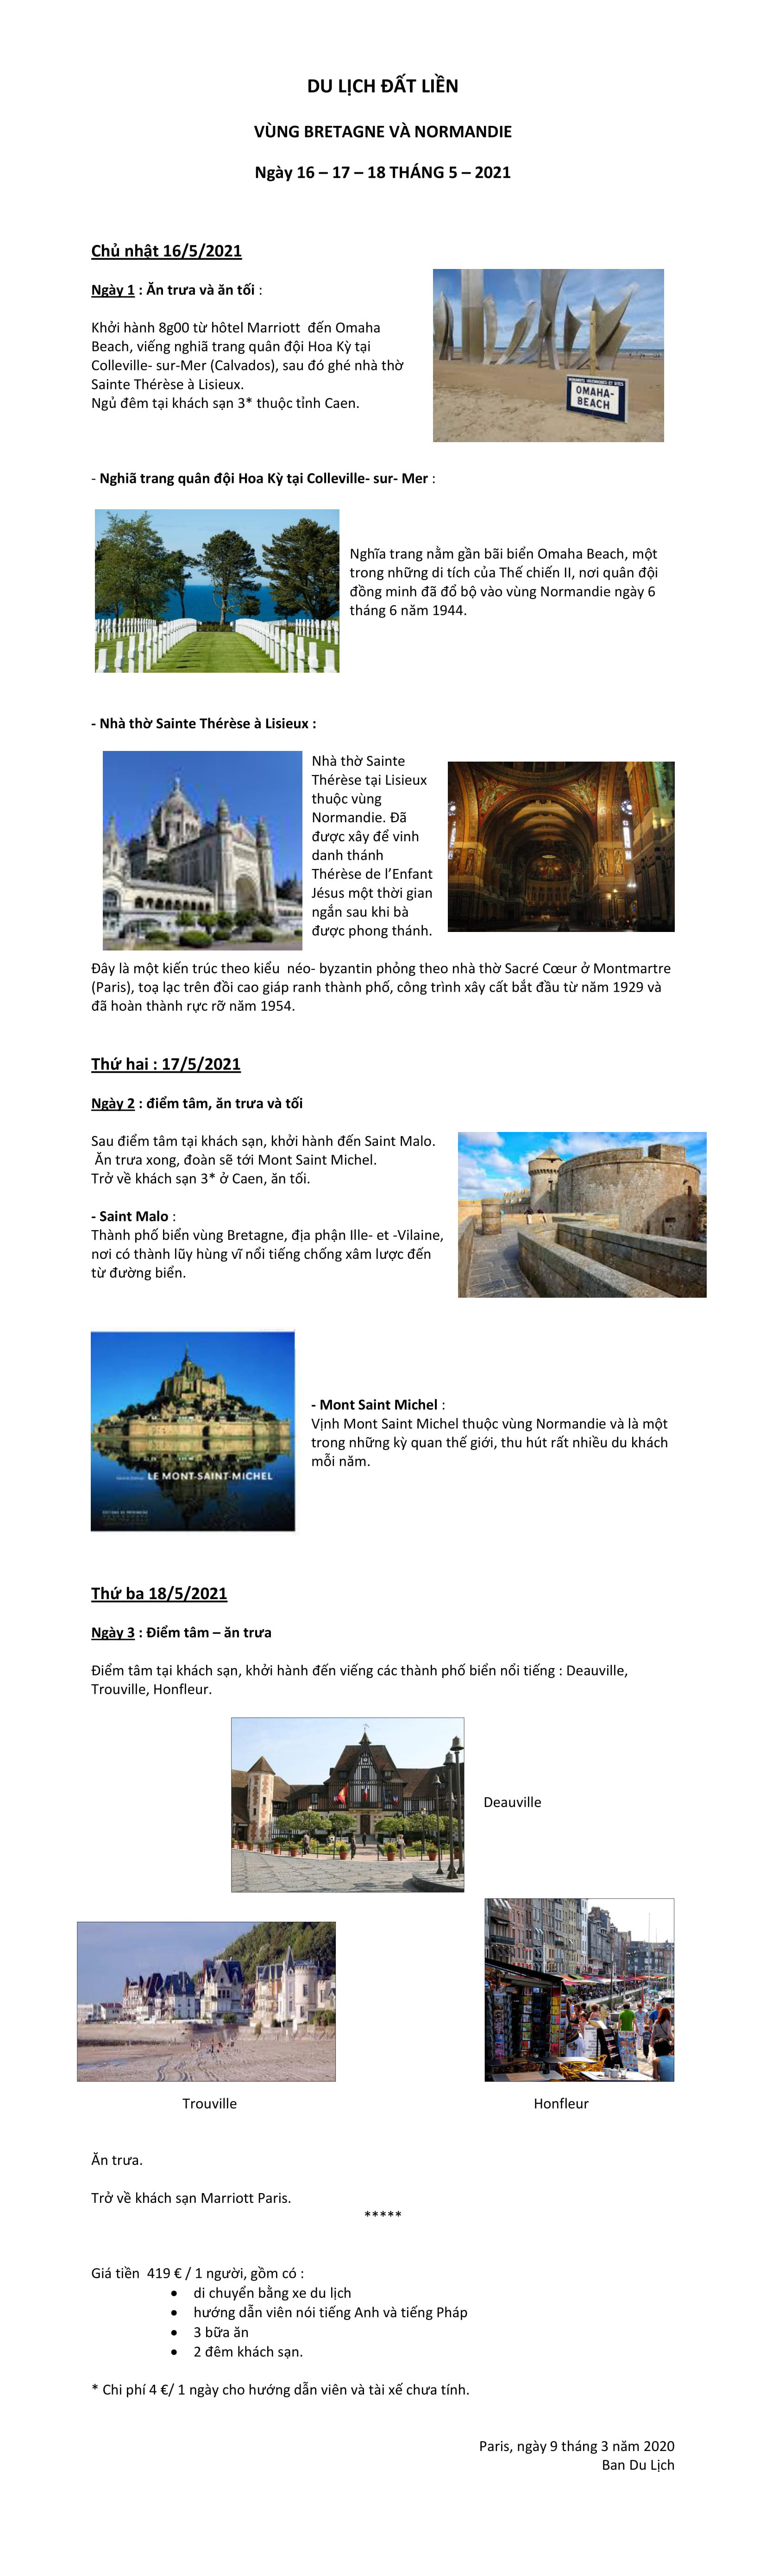 DU LỊCH ĐẤT LIỀN
VÙNG BRETAGNE VÀ NORMANDIE
Ngày 16 – 17 – 18 THÁNG 5 – 2021
Chủ nhật 16/5/2021
Ngày 1 : Ăn trưa và ăn tối :
Khởi hành 8g00 từ hôtel Marriott đến Omaha
Beach, viếng nghiã trang quân đội Hoa Kỳ tại
Colleville- sur-Mer (Calvados), sau đó ghé nhà thờ
Sainte Thérèse à Lisieux.
Ngủ đêm tại khách sạn 3* thuộc tỉnh Caen.
OMAHA-
BEACH
- Nghiã trang quân đội Hoa Kỳ tại Colleville- sur- Mer :
Nghĩa trang nằm gần bãi biển Omaha Beach, một
trong những di tích của Thế chiến II, nơi quân đội
đồng minh đã đổ bộ vào vùng Normandie ngày 6
tháng 6 năm 1944.
- Nhà thờ Sainte Thérèse à Lisieux :
Nhà thờ Sainte
Thérèse tại Lisieux
thuộc vùng
Normandie. Đã
được xây để vinh
danh thánh
Thérèse de l’Enfant
Jésus một thời gian
ngắn sau khi bà
được phong thánh.
Đây là một kiến trúc theo kiểu néo- byzantin phỏng theo nhà thờ Sacré Cœur ở Montmartre
(Paris), toạ lạc trên đồi cao giáp ranh thành phố, công trình xây cất bắt đầu từ năm 1929 và
đã hoàn thành rực rỡ năm 1954.
Thứ hai : 17/5/2021
Ngày 2 : điểm tâm, ăn trưa và tối
Sau điểm tâm tại khách sạn, khởi hành đến Saint Malo.
Ăn trưa xong, đoàn sẽ tới Mont Saint Michel.
Trở về khách sạn 3* ở Caen, ăn tối.
- Saint Malo :
Thành phố biển vùng Bretagne, địa phận Ille- et -Vilaine,
nơi có thành lũy hùng vĩ nổi tiếng chống xâm lược đến
từ đường biển.
LE MONT-SAINT-MICHEL
- Mont Saint Michel :
Vịnh Mont Saint Michel thuộc vùng Normandie và là một
trong những kỳ quan thế giới, thu hút rất nhiều du khách
mỗi năm.
Thứ ba 18/5/2021
Ngày 3 : Điểm tâm – ăn trưa
Điểm tâm tại khách sạn, khởi hành đến viếng các thành phố biển nổi tiếng : Deauville,
Trouville, Honfleur.
Deauville
Trouville
Honfleur
Ăn trưa.
Trở về khách sạn Marriott Paris.
*****
Giá tiền 419 € / 1 người, gồm có :
• di chuyển bằng xe du lịch
• hướng dẫn viên nói tiếng Anh và tiếng Pháp
• 3 bữa ăn
• 2 đêm khách sạn.
* Chi phí 4 €/ 1 ngày cho hướng dẫn viên và tài xế chưa tính.
Paris, ngày 9 tháng 3 năm 2020
Ban Du Lịch